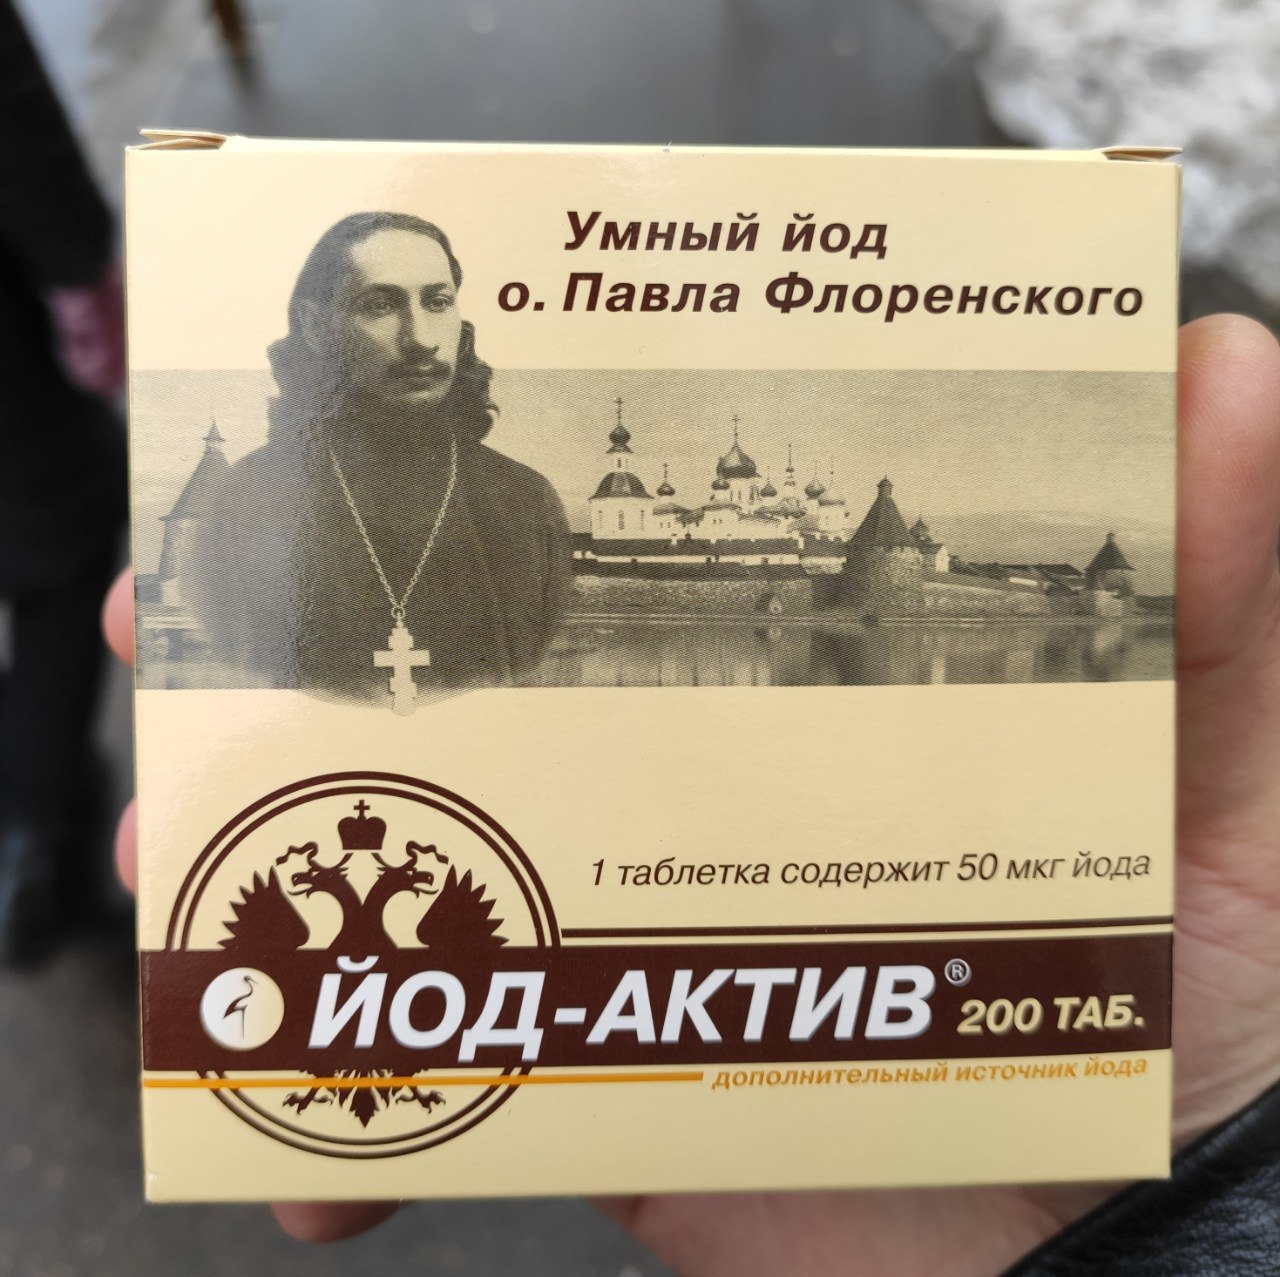 Умный йод
о. Павла Флоренского
1 таблетка содержит 50 мкг йода
ЙОД-АКТИВ® 200 ТАБ.
дополнительный источник йода